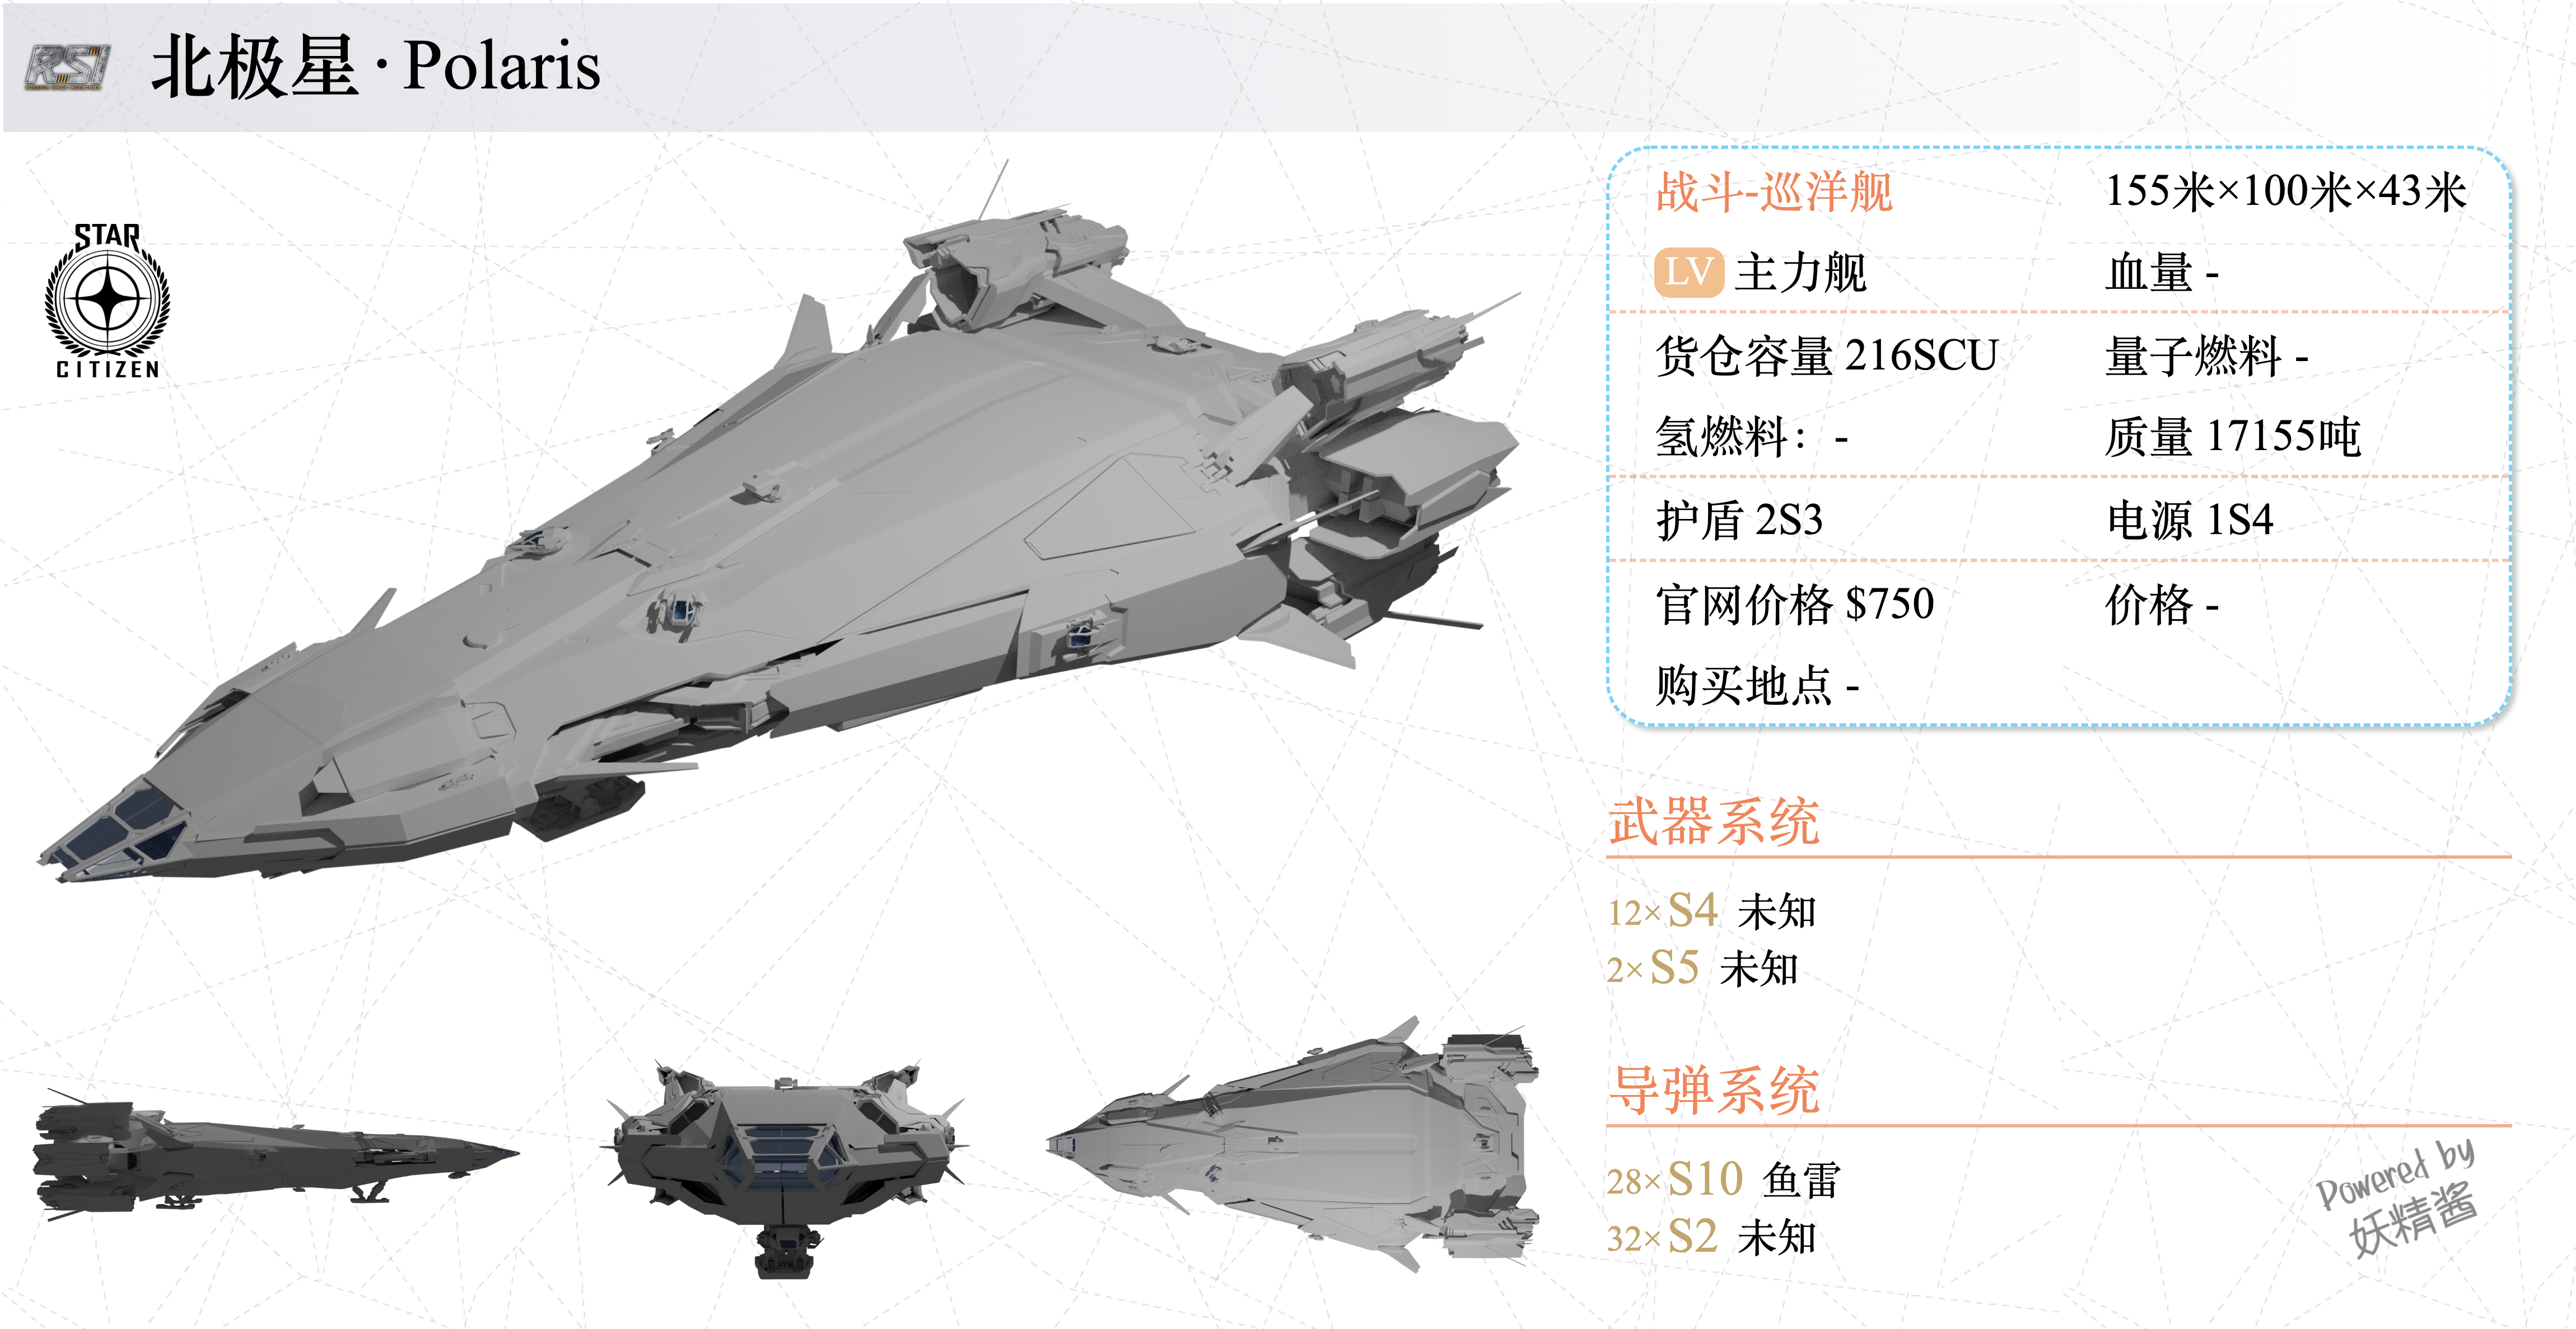 RSI
北极星·Polaris
STAR
CITIZEN
战斗-巡洋舰 155米×100米×43米
LV 主力舰 血量 -
货仓容量 216SCU 量子燃料 -
氢燃料：- 质量 17155吨
护盾 2S3 电源 1S4
官网价格 $750 价格 -
购买地点 -
武器系统
12× S4 未知
2× S5 未知
导弹系统
28× S10 鱼雷
32× S2 未知
Powered by
妖精酱